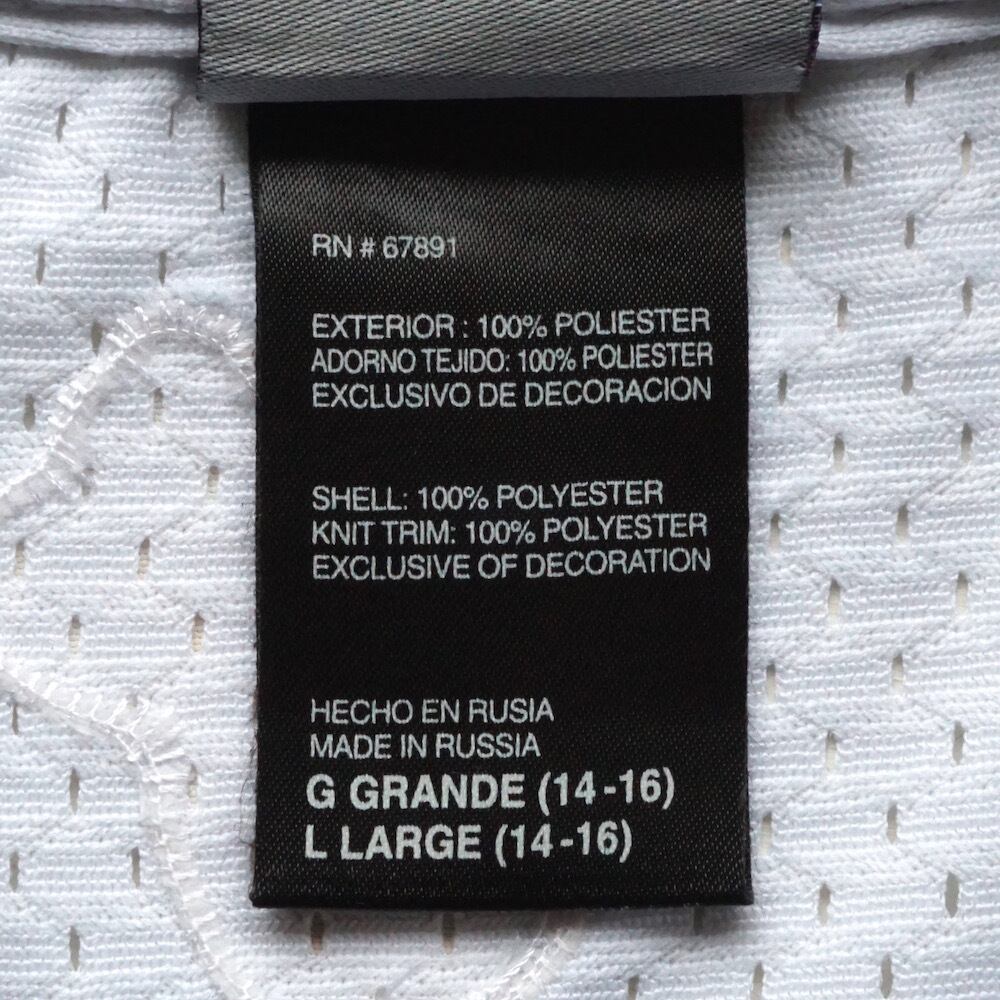 RN # 67891
EXTERIOR : 100% POLIESTER
ADORNO TEJIDO: 100% POLIESTER
EXCLUSIVO DE DECORACION
SHELL: 100% POLYESTER
KNIT TRIM: 100% POLYESTER
EXCLUSIVE OF DECORATION
HECHO EN RUSIA
MADE IN RUSSIA
G GRANDE (14-16)
L LARGE (14-16)